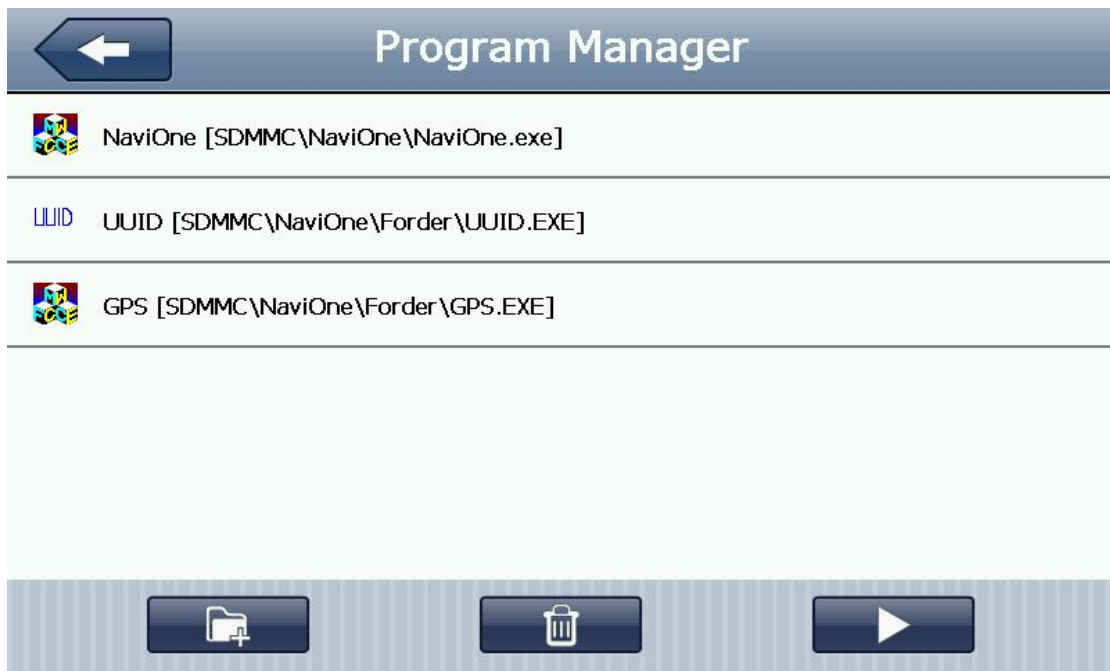 Program Manager
NaviOne [SDMMC\NaviOne\NaviOne.exe]
UUID UUID [SDMMC\NaviOne\Forder\UUID.EXE]
GPS [SDMMC\NaviOne\Forder\GPS.EXE]